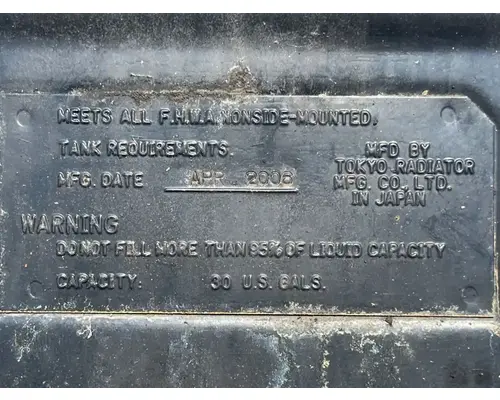 MEETS ALL F.H.W.A NONSIDE-MOUNTED.
TANK REQUIREMENTS.
MFG. DATE APR. 2006
MFD BY
TOKYO RADIATOR
MFG. CO., LTD.
IN JAPAN
WARNING
DO NOT FILL MORE THAN 95% OF LIQUID CAPACITY
CAPACITY: 30 U.S. GALS.